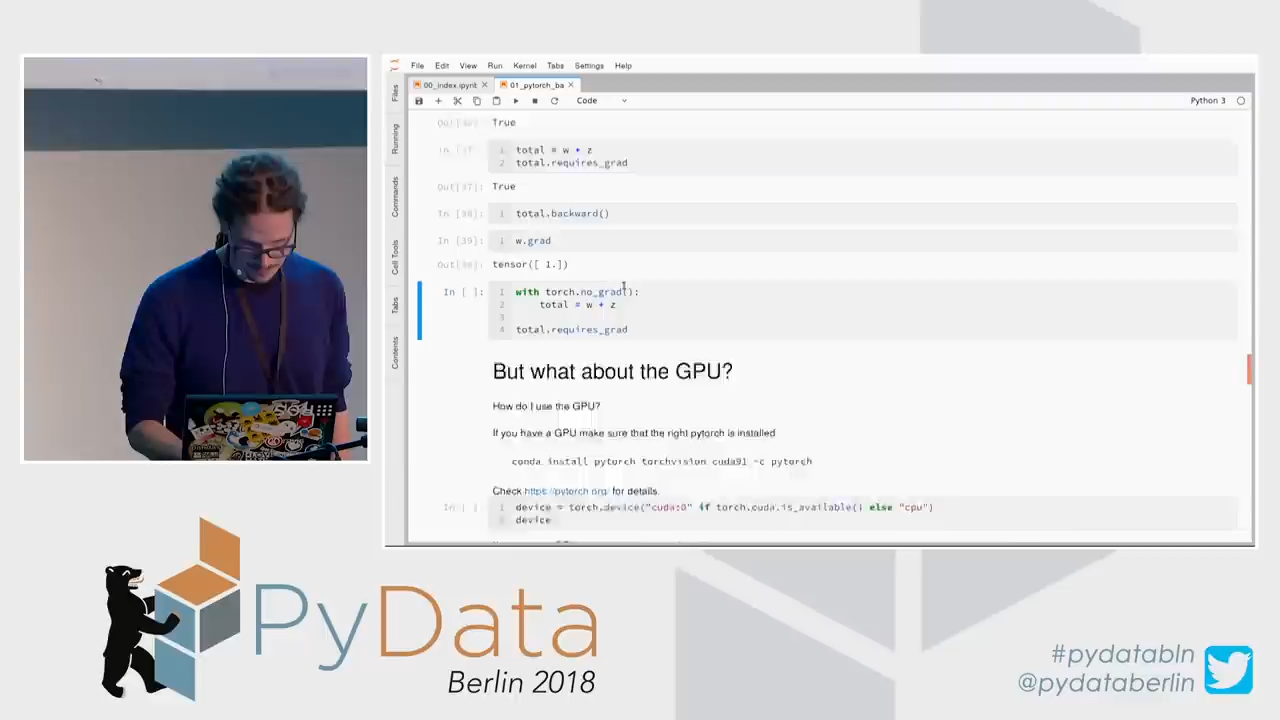 File Edit View Run Kernel Tabs Settings Help
00_index.ipynt × 01_pytorch_ba ×
Code
Python 3
Files
Running
Commands
Cell Tools
Tabs
Contents
True
1 total = w + z
2 total.requires_grad
Out[37]: True
In [38]: 1 total.backward()
In [39]: 1 w.grad
tensor([ 1.])
In [ ]: 1 with torch.no_grad():
2 total = w + z
3
4 total.requires_grad
But what about the GPU?
How do I use the GPU?
If you have a GPU make sure that the right pytorch is installed
conda install pytorch torchvision cuda91 -c pytorch
Check https://pytorch.org/ for details.
In [ ]: 1 device = torch.device("cuda:0" if torch.cuda.is_available() else "cpu")
2 device
PyData
Berlin 2018
#pydatabln
@pydataberlin